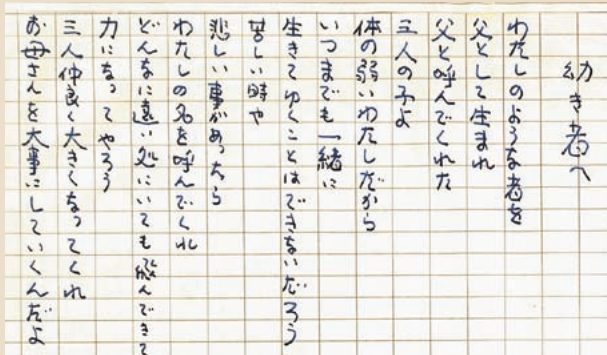 幼き者へ
わたしのような者を
父として生まれ
父と呼んでくれた
三人の子よ
体の弱いわたしだから
いつまでも一緒に
生きてゆくことはできないだろう
苦しい時や
悲しい事があったら
わたしの名を呼んでくれ
どんなに遠い処にいても飛んできて
力になってやろう
三人仲良く大きくなってくれ
お母さんを大事にしていくんだよ